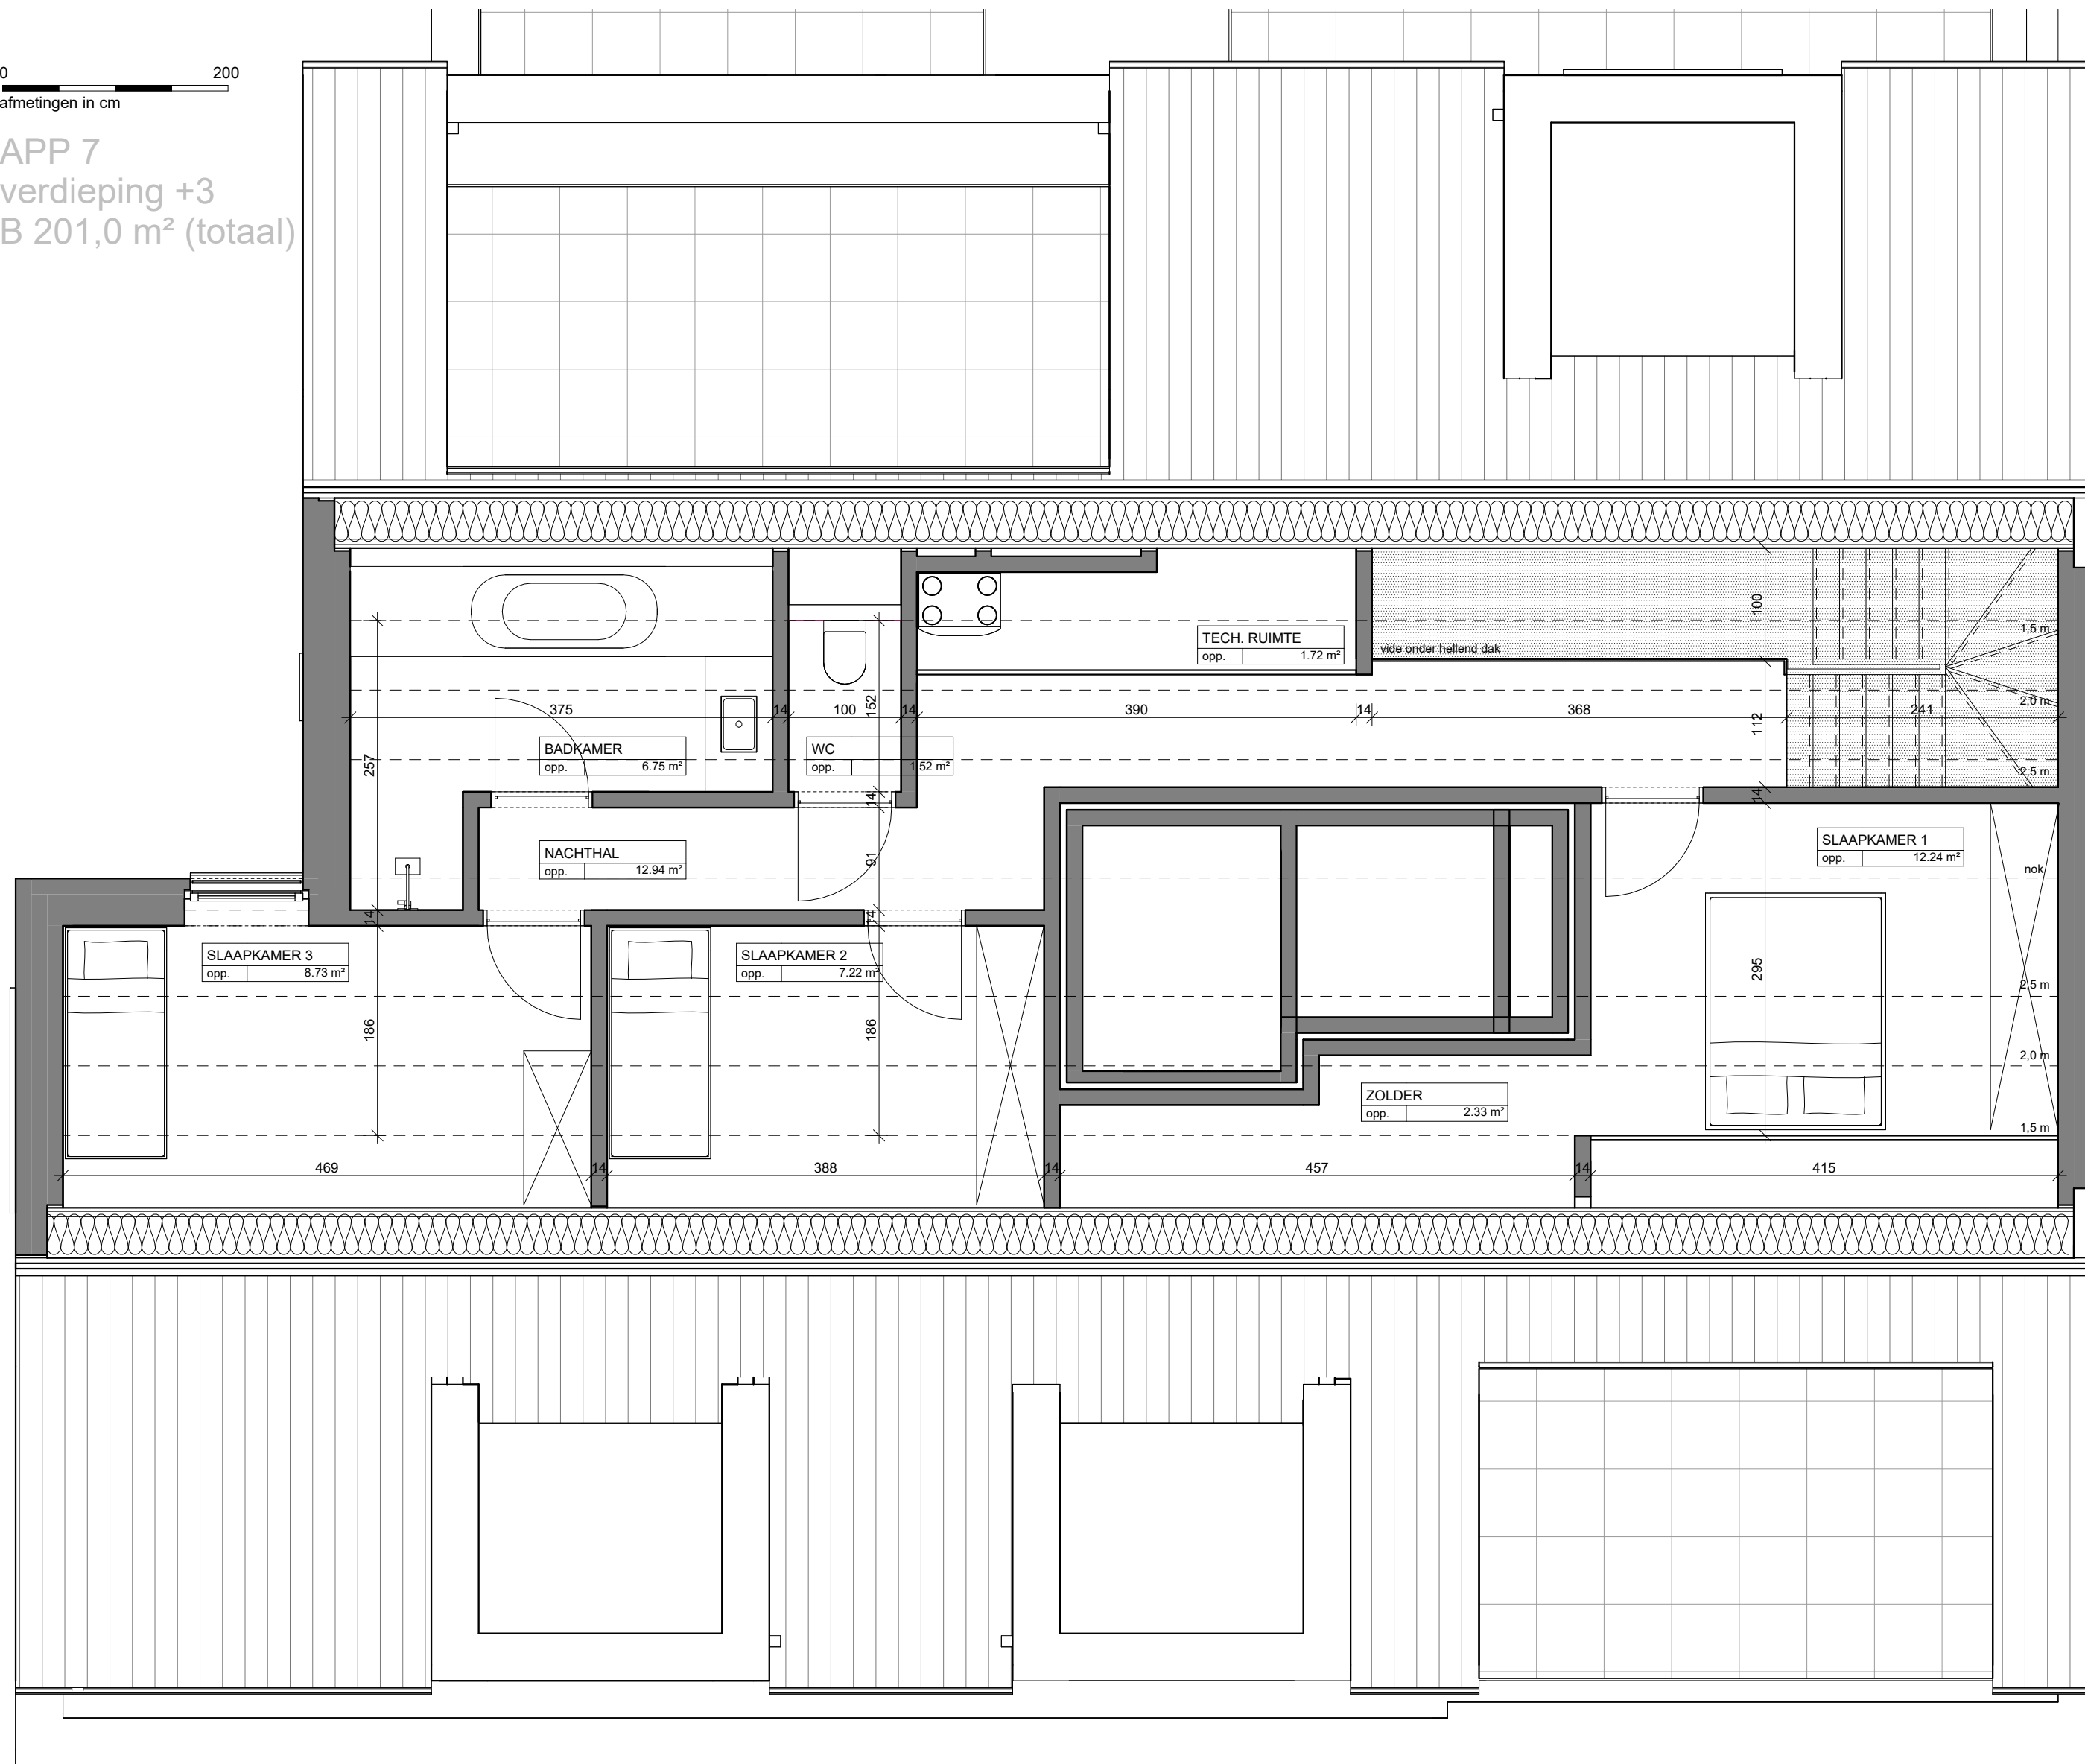 0 200
afmetingen in cm
APP 7
verdieping +3
B 201,0 m² (totaal)
100
TECH. RUIMTE
opp. 1.72 m²
vide onder hellend dak
1,5 m
2,0 m
2,5 m
375 14 100 14 390 14 368 241
152
112
257
BADKAMER
opp. 6.75 m²
WC
opp. 1.52 m²
14
14
NACHTHAL
opp. 12.94 m²
91
SLAAPKAMER 1
opp. 12.24 m²
nok
14
14
SLAAPKAMER 3
opp. 8.73 m²
SLAAPKAMER 2
opp. 7.22 m²
295
2,5 m
186
186
2,0 m
ZOLDER
opp. 2.33 m²
1,5 m
469 14 388 14 457 14 415